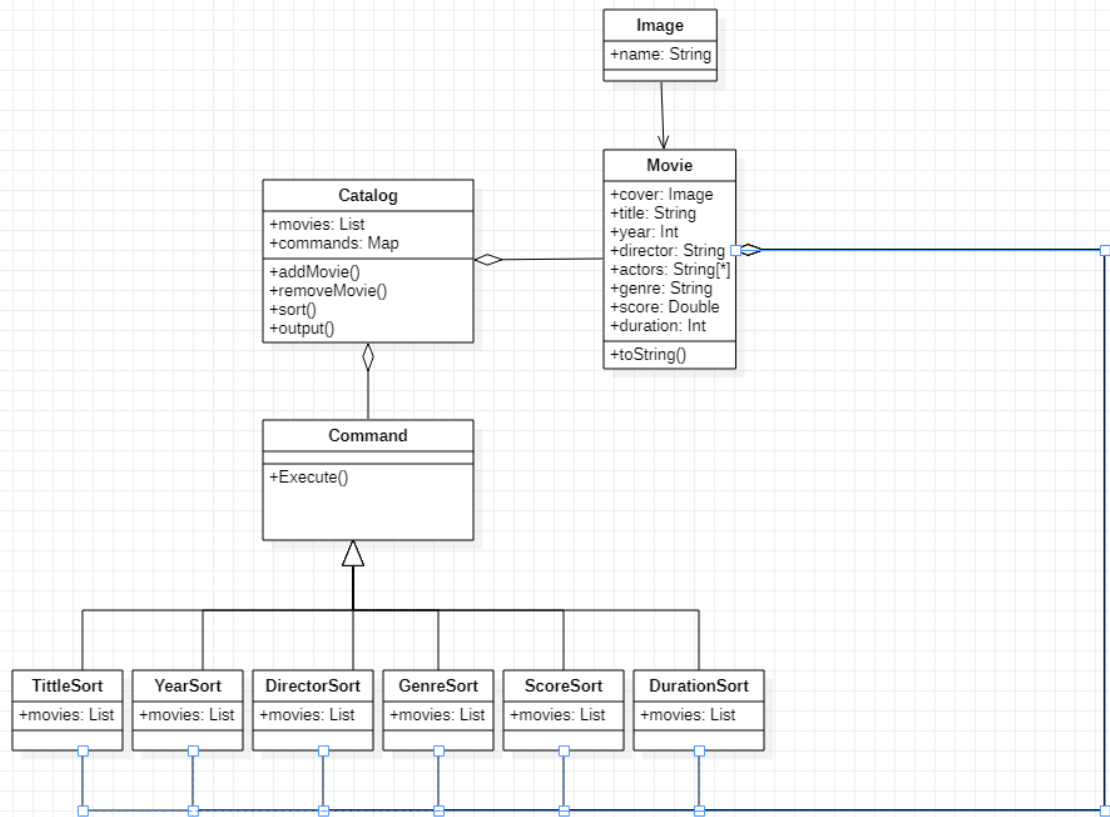 Image
+name: String
Movie
+cover: Image
+title: String
+year: Int
+director: String
+actors: String[*]
+genre: String
+score: Double
+duration: Int
+toString()
Catalog
+movies: List
+commands: Map
+addMovie()
+removeMovie()
+sort()
+output()
Command
+Execute()
TittleSort
+movies: List
YearSort
+movies: List
DirectorSort
+movies: List
GenreSort
+movies: List
ScoreSort
+movies: List
DurationSort
+movies: List